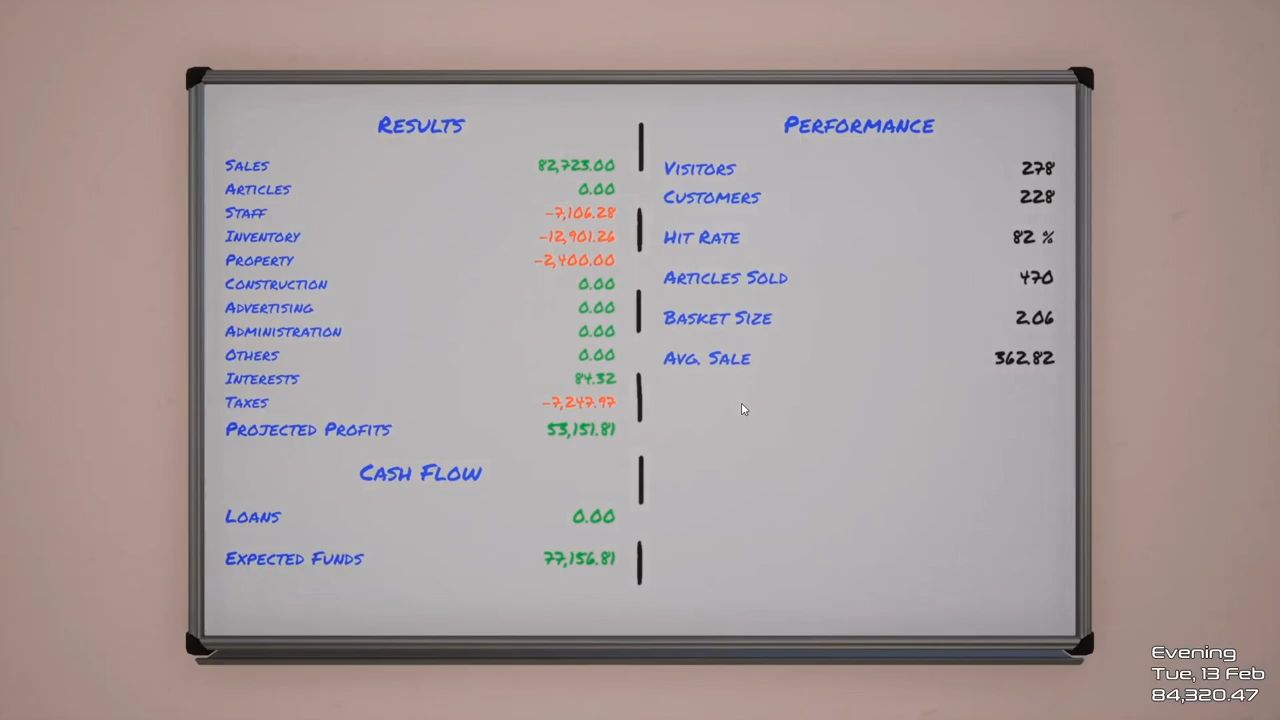 Results
Sales 82,723.00
Articles 0.00
Staff -7,106.28
Inventory -12,901.26
Property -2,400.00
Construction 0.00
Advertising 0.00
Administration 0.00
Others 0.00
Interests 84.32
Taxes -7,247.97
Projected Profits 53,151.81
Cash Flow
Loans 0.00
Expected Funds 77,156.81
Performance
Visitors 278
Customers 228
Hit Rate 82 %
Articles Sold 470
Basket Size 2.06
Avg. Sale 362.82
Evening
Tue, 13 Feb
84,320.47